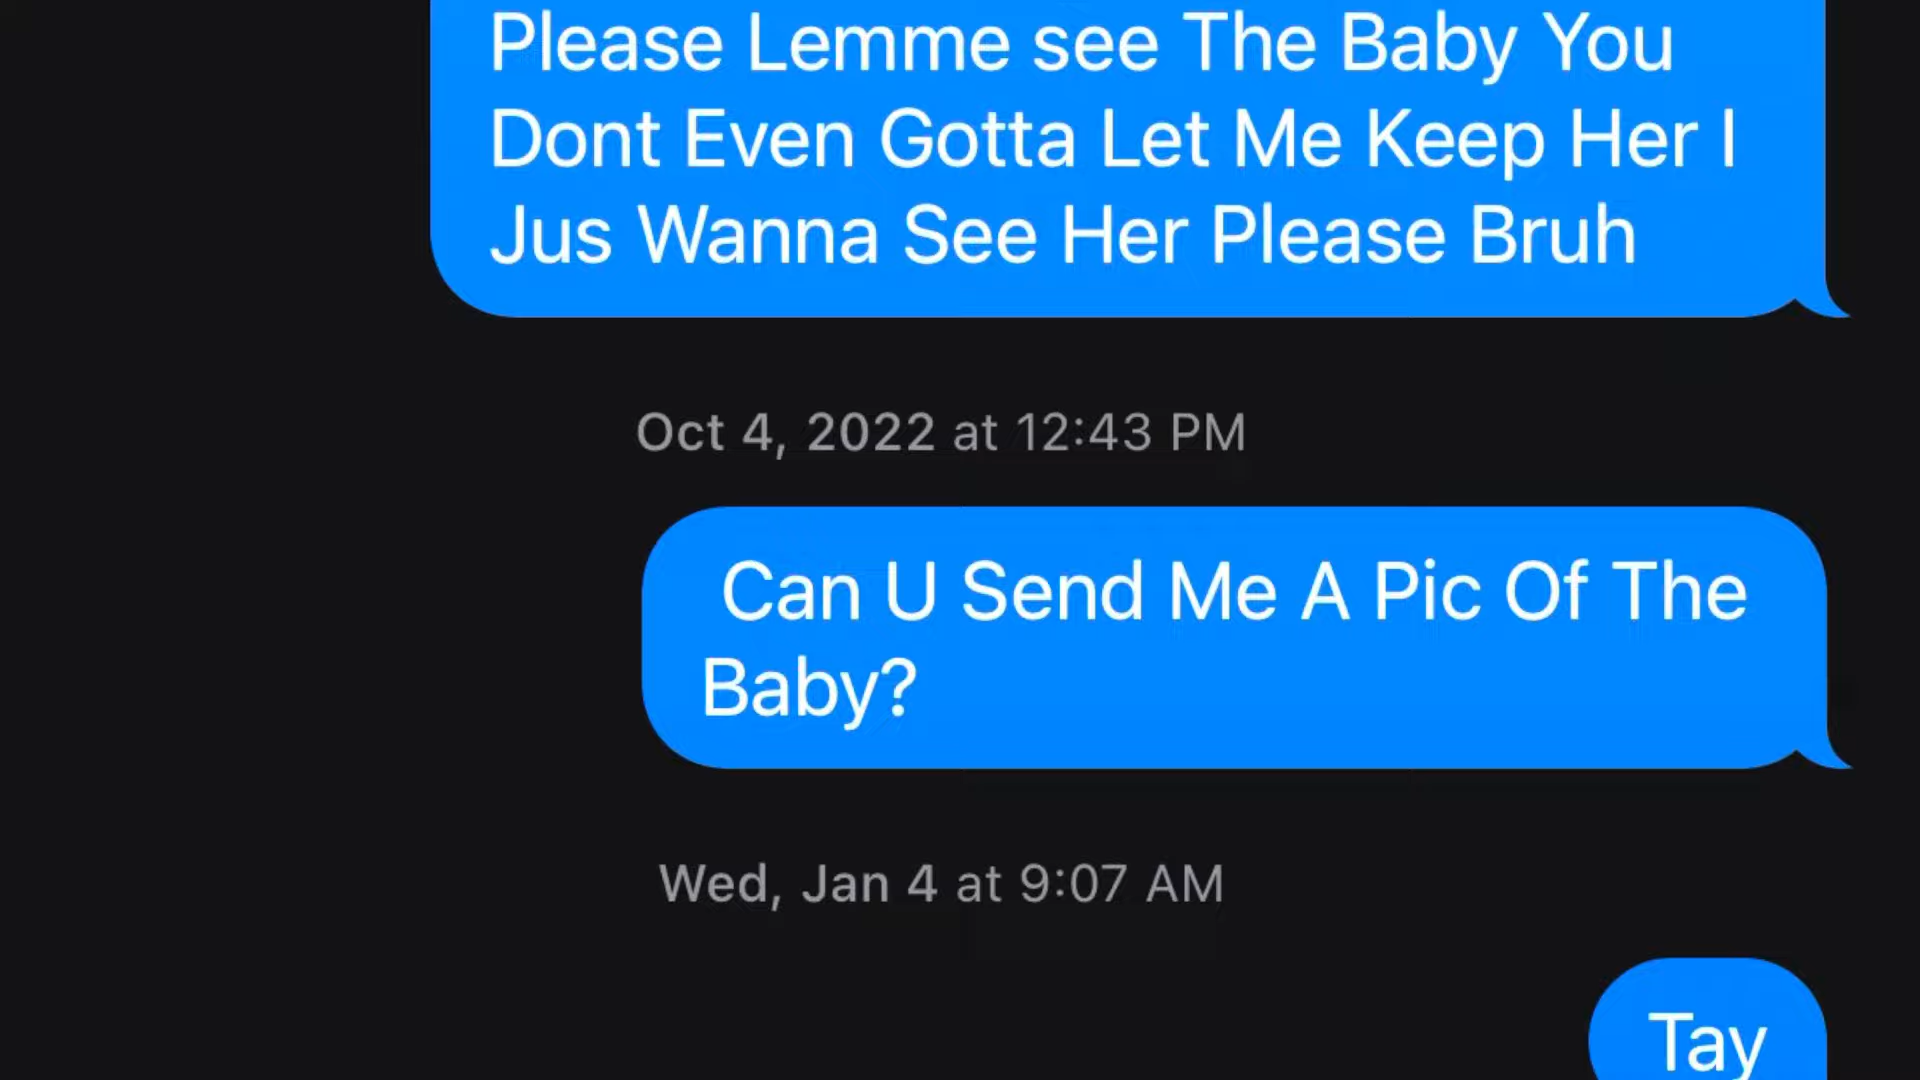 Please Lemme see The Baby You
Dont Even Gotta Let Me Keep Her I
Jus Wanna See Her Please Bruh
Oct 4, 2022 at 12:43 PM
Can U Send Me A Pic Of The
Baby?
Wed, Jan 4 at 9:07 AM
Tay